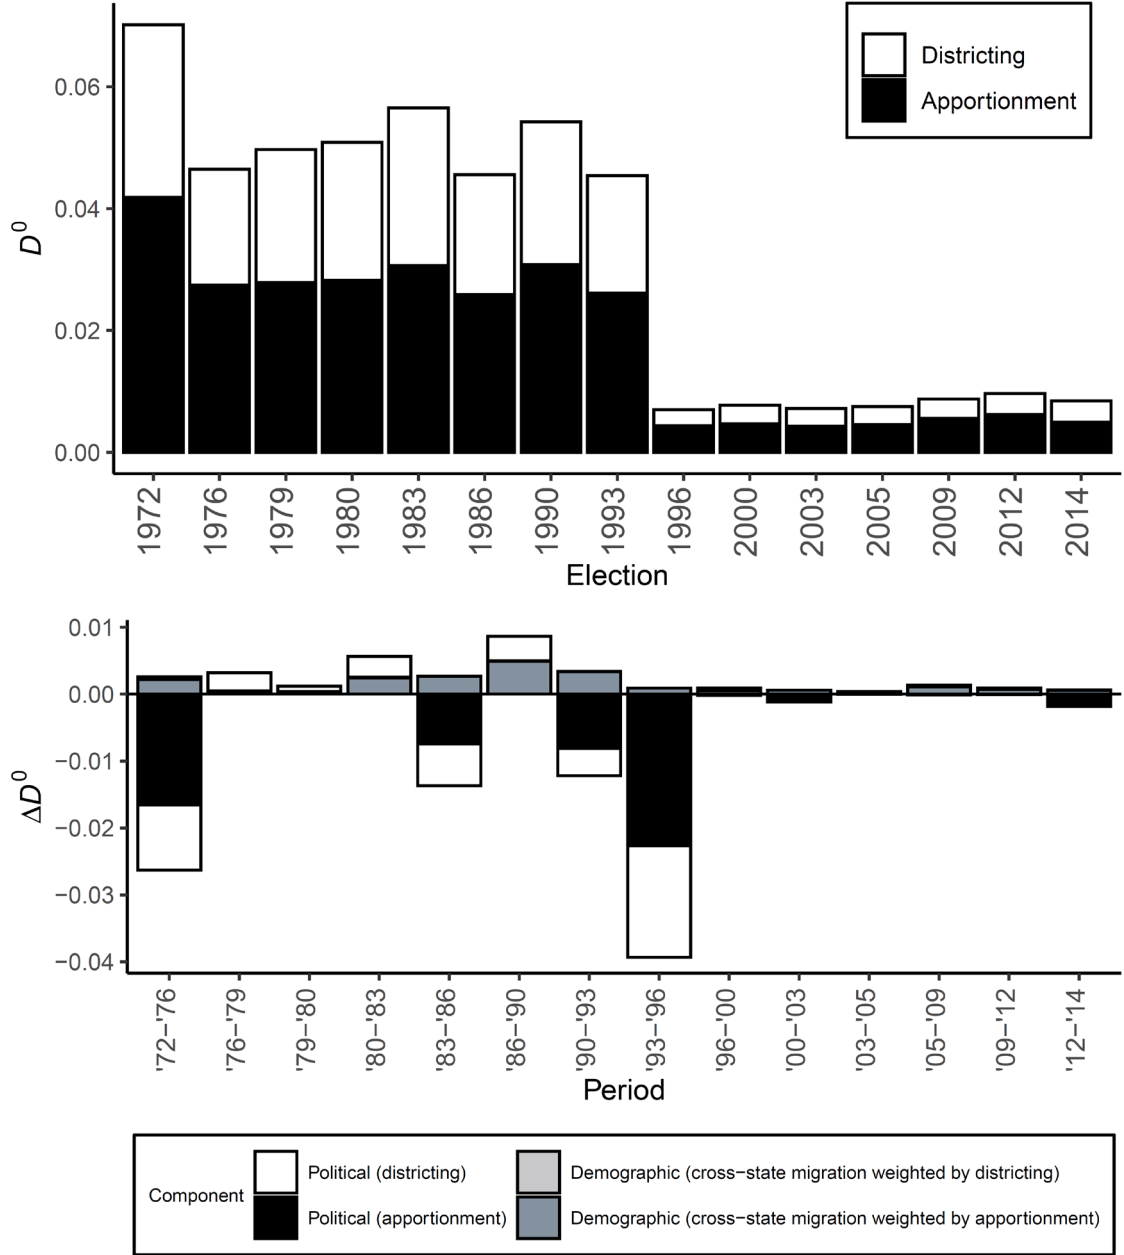 Districting
Apportionment
D⁰
0.06
0.04
0.02
0.00
1972 1976 1979 1980 1983 1986 1990 1993 1996 2000 2003 2005 2009 2012 2014
Election
ΔD⁰
0.01
0.00
−0.01
−0.02
−0.03
−0.04
'72−'76 '76−'79 '79−'80 '80−'83 '83−'86 '86−'90 '90−'93 '93−'96 '96−'00 '00−'03 '03−'05 '05−'09 '09−'12 '12−'14
Period
Component
Political (districting)
Political (apportionment)
Demographic (cross−state migration weighted by districting)
Demographic (cross−state migration weighted by apportionment)